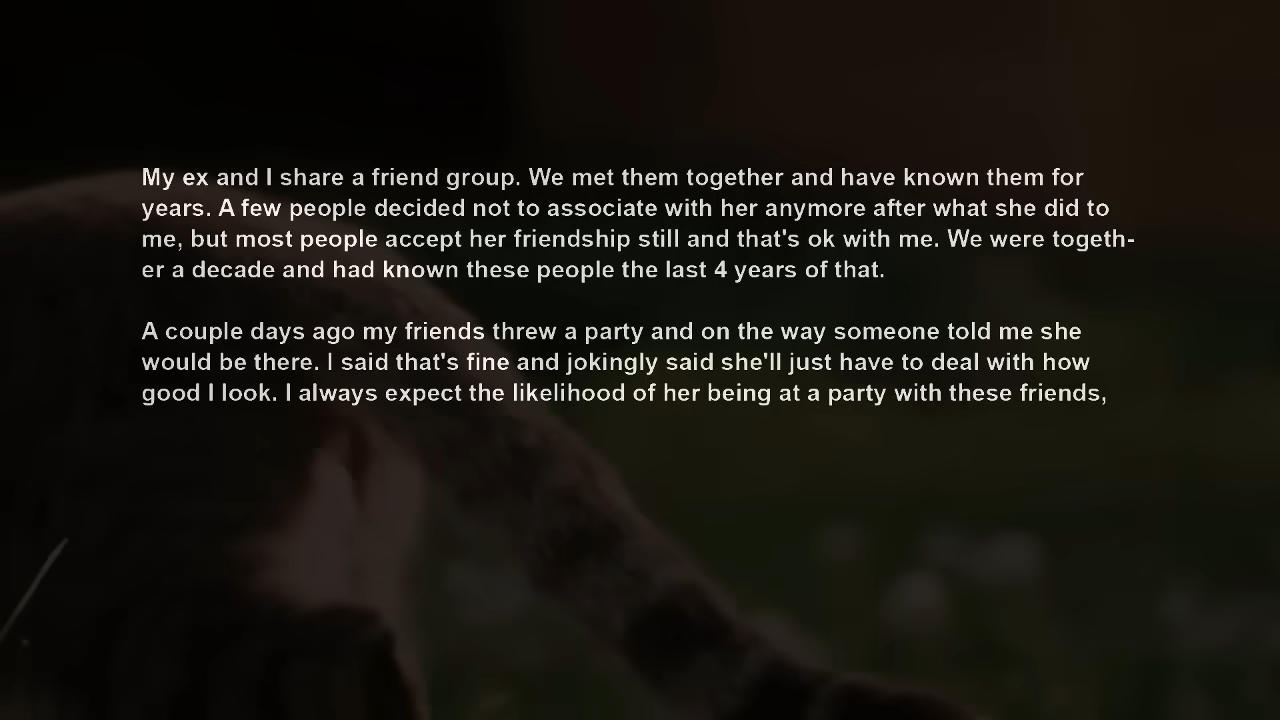 My ex and I share a friend group. We met them together and have known them for
years. A few people decided not to associate with her anymore after what she did to
me, but most people accept her friendship still and that's ok with me. We were togeth-
er a decade and had known these people the last 4 years of that.
A couple days ago my friends threw a party and on the way someone told me she
would be there. I said that's fine and jokingly said she'll just have to deal with how
good I look. I always expect the likelihood of her being at a party with these friends,